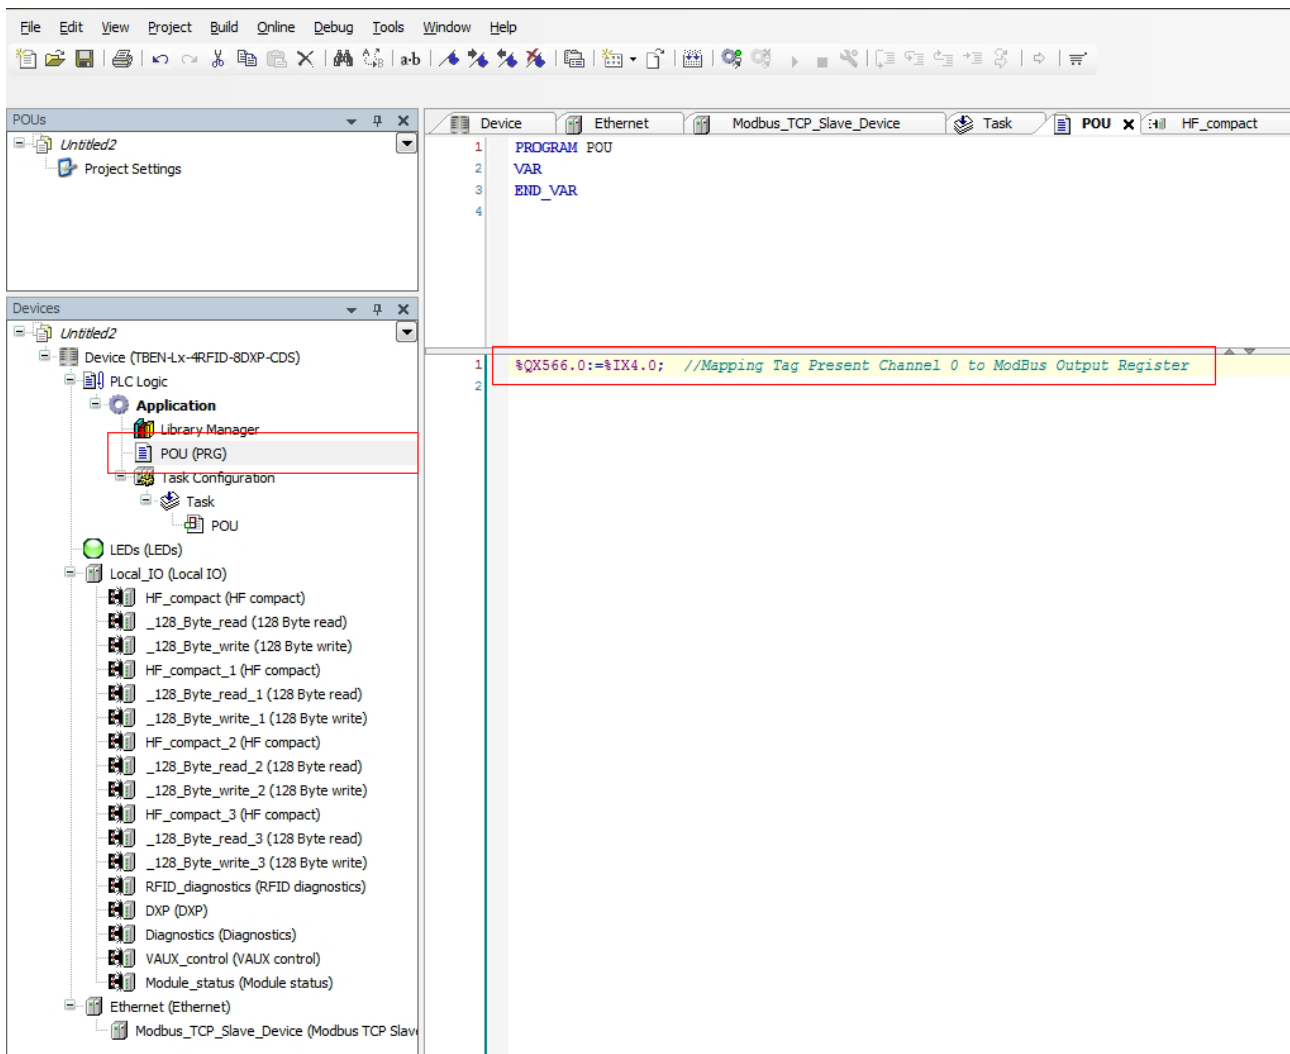 File Edit View Project Build Online Debug Tools Window Help
POUs
Untitled2
Project Settings
Devices
Untitled2
Device (TBEN-Lx-4RFID-8DXP-CDS)
PLC Logic
Application
Library Manager
POU (PRG)
Task Configuration
Task
POU
LEDs (LEDs)
Local_IO (Local IO)
HF_compact (HF compact)
_128_Byte_read (128 Byte read)
_128_Byte_write (128 Byte write)
HF_compact_1 (HF compact)
_128_Byte_read_1 (128 Byte read)
_128_Byte_write_1 (128 Byte write)
HF_compact_2 (HF compact)
_128_Byte_read_2 (128 Byte read)
_128_Byte_write_2 (128 Byte write)
HF_compact_3 (HF compact)
_128_Byte_read_3 (128 Byte read)
_128_Byte_write_3 (128 Byte write)
RFID_diagnostics (RFID diagnostics)
DXP (DXP)
Diagnostics (Diagnostics)
VAUX_control (VAUX control)
Module_status (Module status)
Ethernet (Ethernet)
Modbus_TCP_Slave_Device (Modbus TCP Slav
Device Ethernet Modbus_TCP_Slave_Device Task POU HF_compact
1 PROGRAM POU
2 VAR
3 END_VAR
4
1 %QX566.0:=%IX4.0; //Mapping Tag Present Channel 0 to ModBus Output Register
2